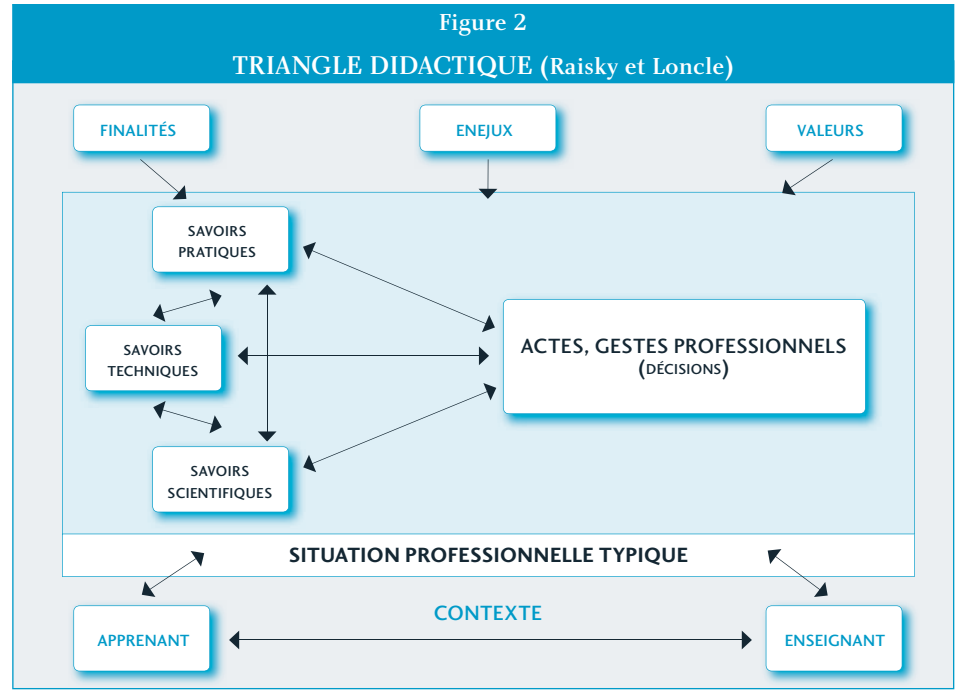 Figure 2
TRIANGLE DIDACTIQUE (Raisky et Loncle)
FINALITÉS
ENEJUX
VALEURS
SAVOIRS
PRATIQUES
SAVOIRS
TECHNIQUES
ACTES, GESTES PROFESSIONNELS
(DÉCISIONS)
SAVOIRS
SCIENTIFIQUES
SITUATION PROFESSIONNELLE TYPIQUE
CONTEXTE
APPRENANT
ENSEIGNANT